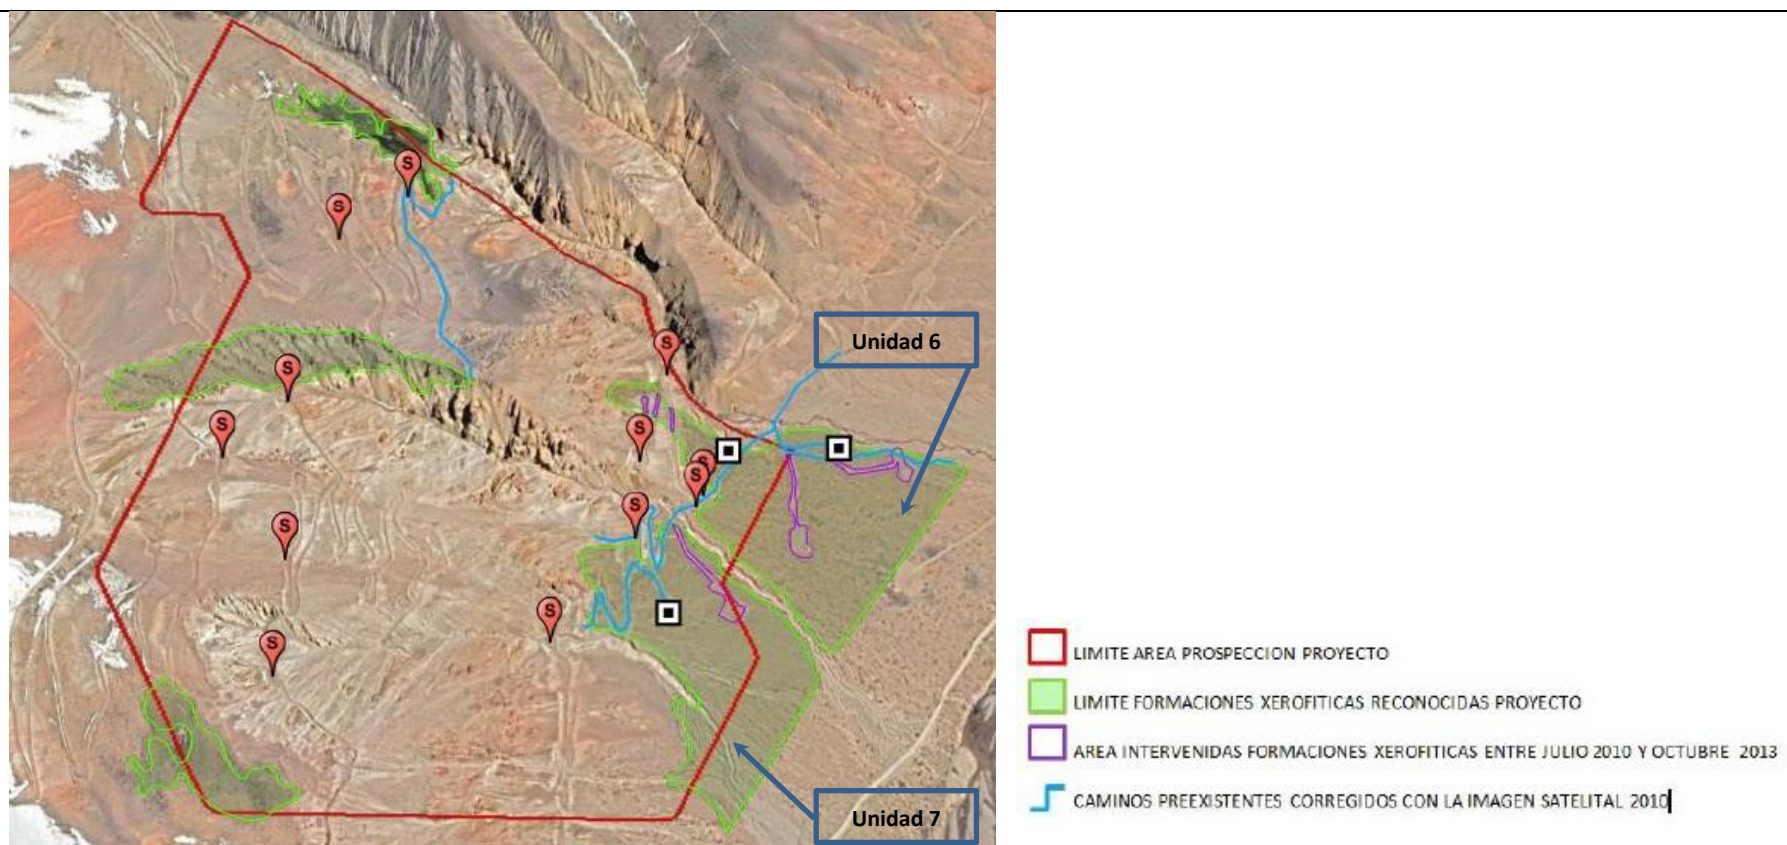 S
S
S
Unidad 6
S
S
S
S
S
S
S
S
S
Unidad 7
LIMITE AREA PROSPECCION PROYECTO
LIMITE FORMACIONES XEROFITICAS RECONOCIDAS PROYECTO
AREA INTERVENIDAS FORMACIONES XEROFITICAS ENTRE JULIO 2010 Y OCTUBRE 2013
CAMINOS PREEXISTENTES CORREGIDOS CON LA IMAGEN SATELITAL 2010